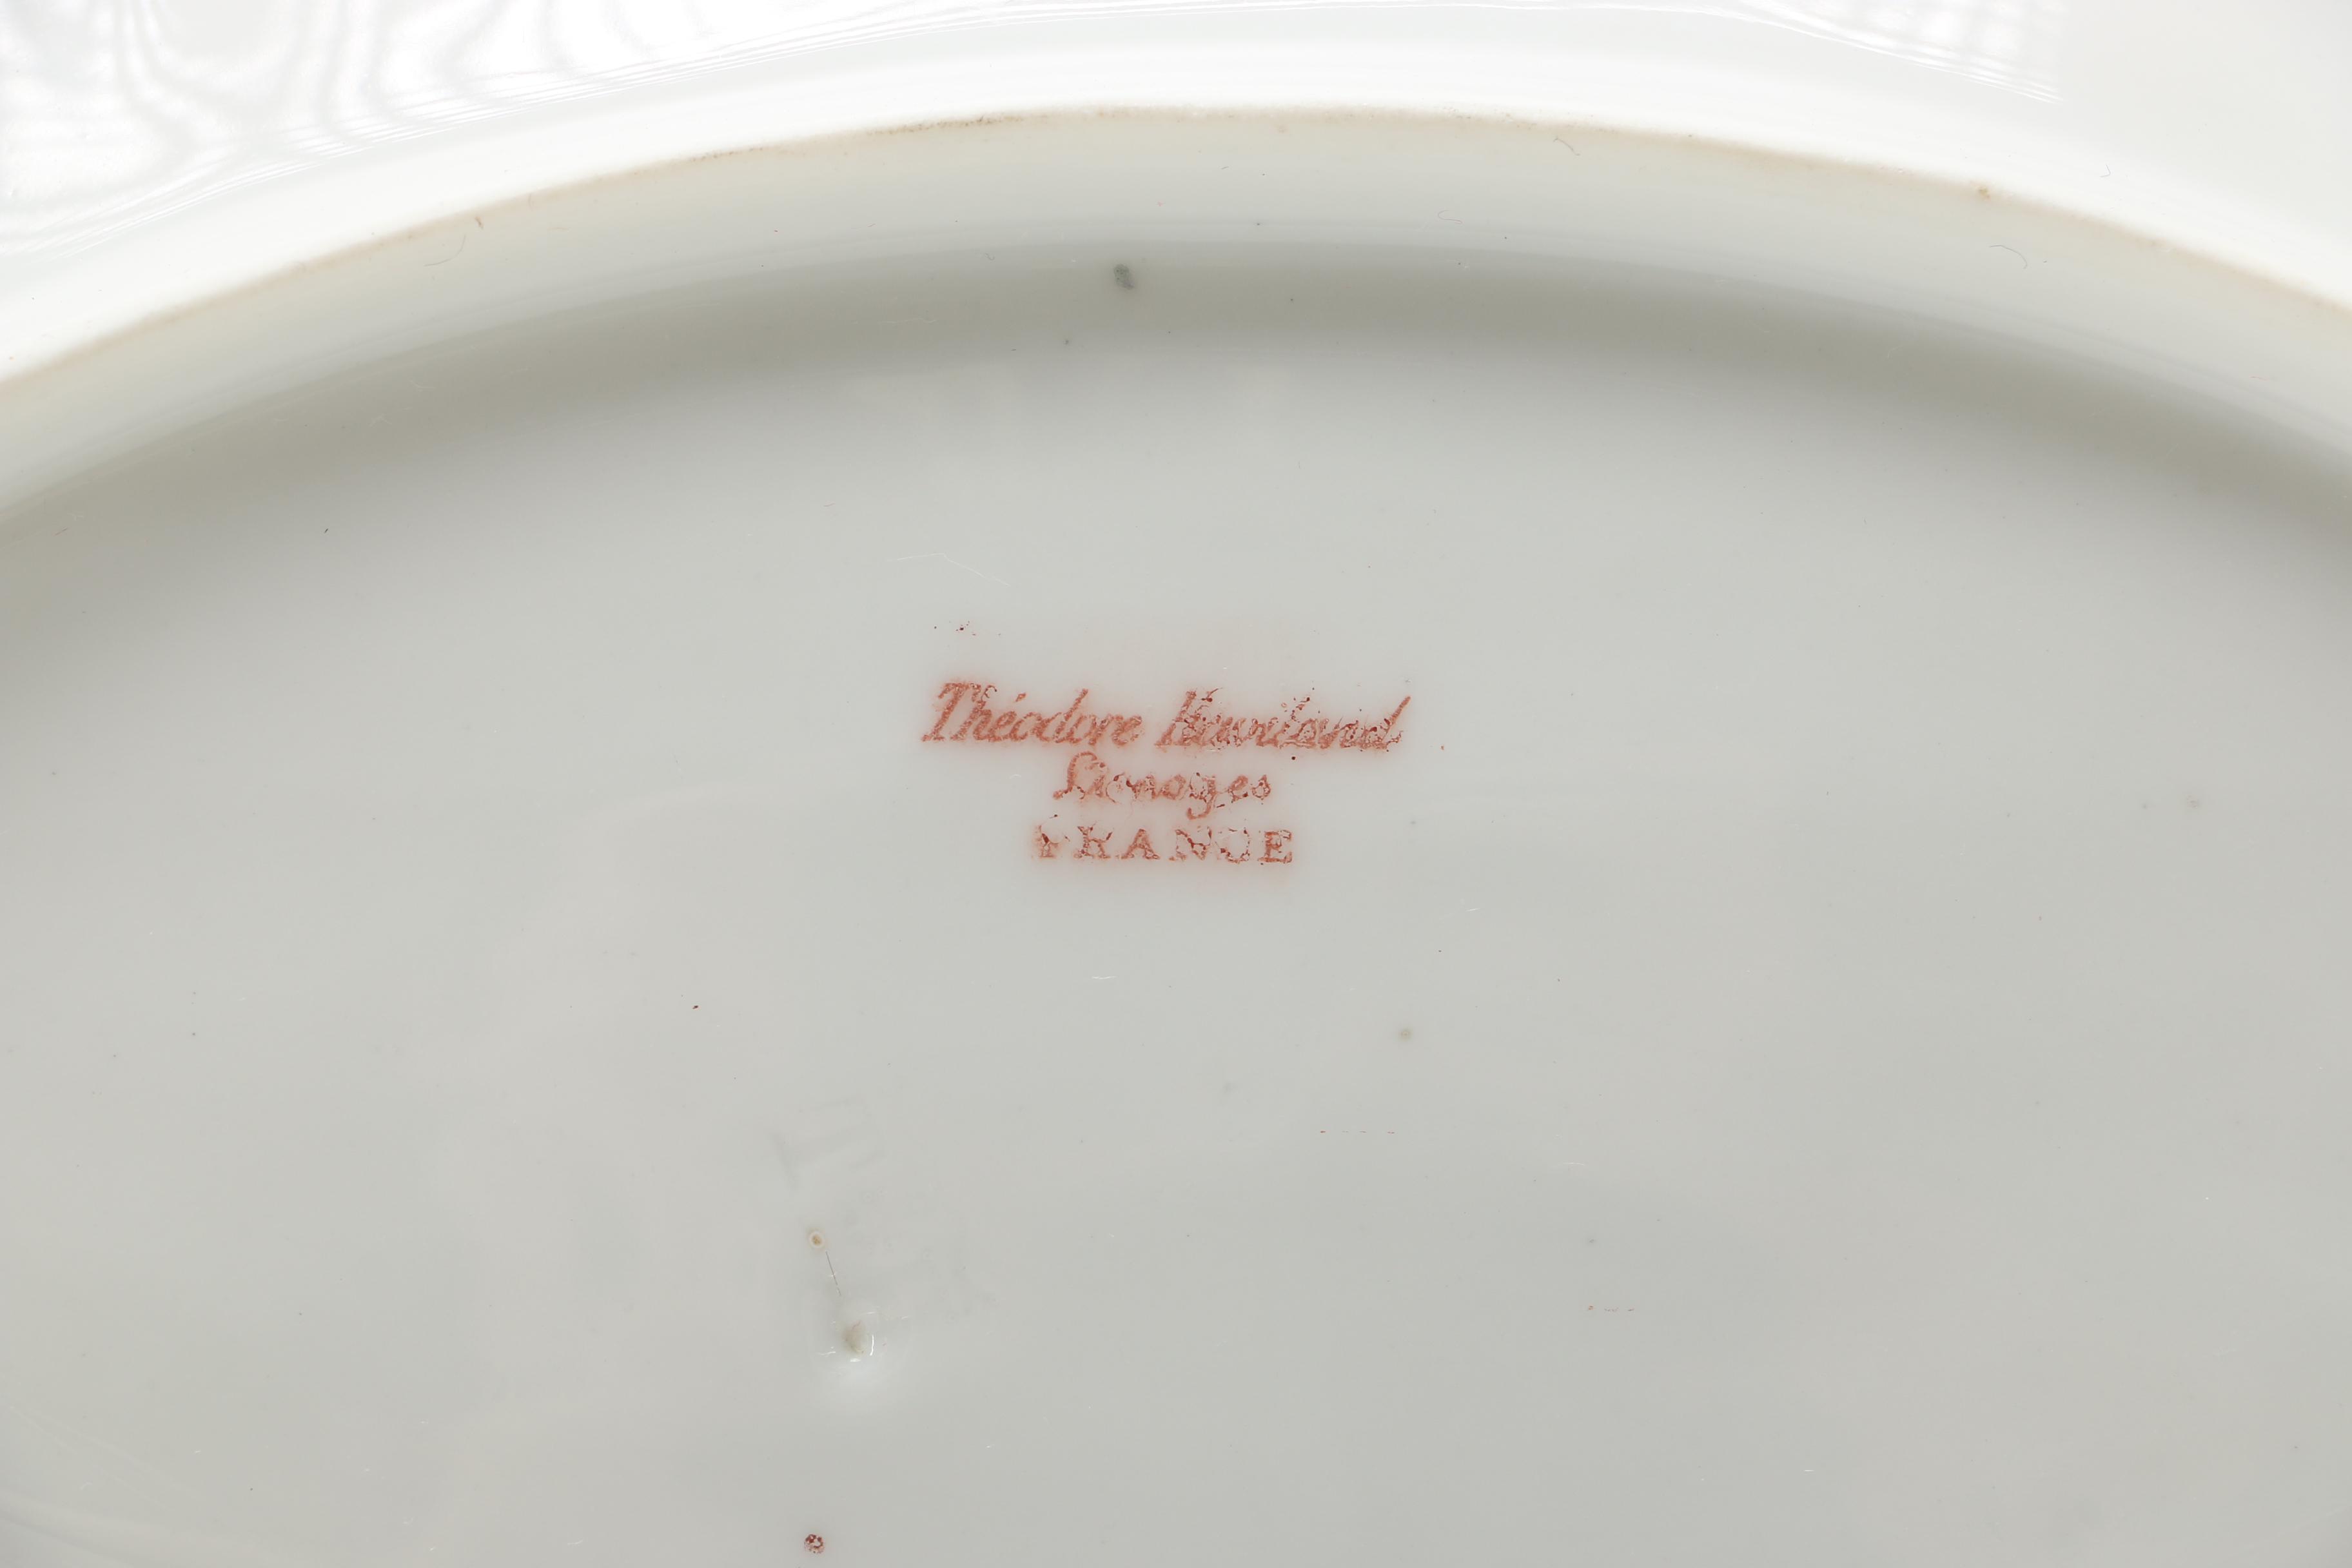 Théodore Haviland
Limoges
FRANCE